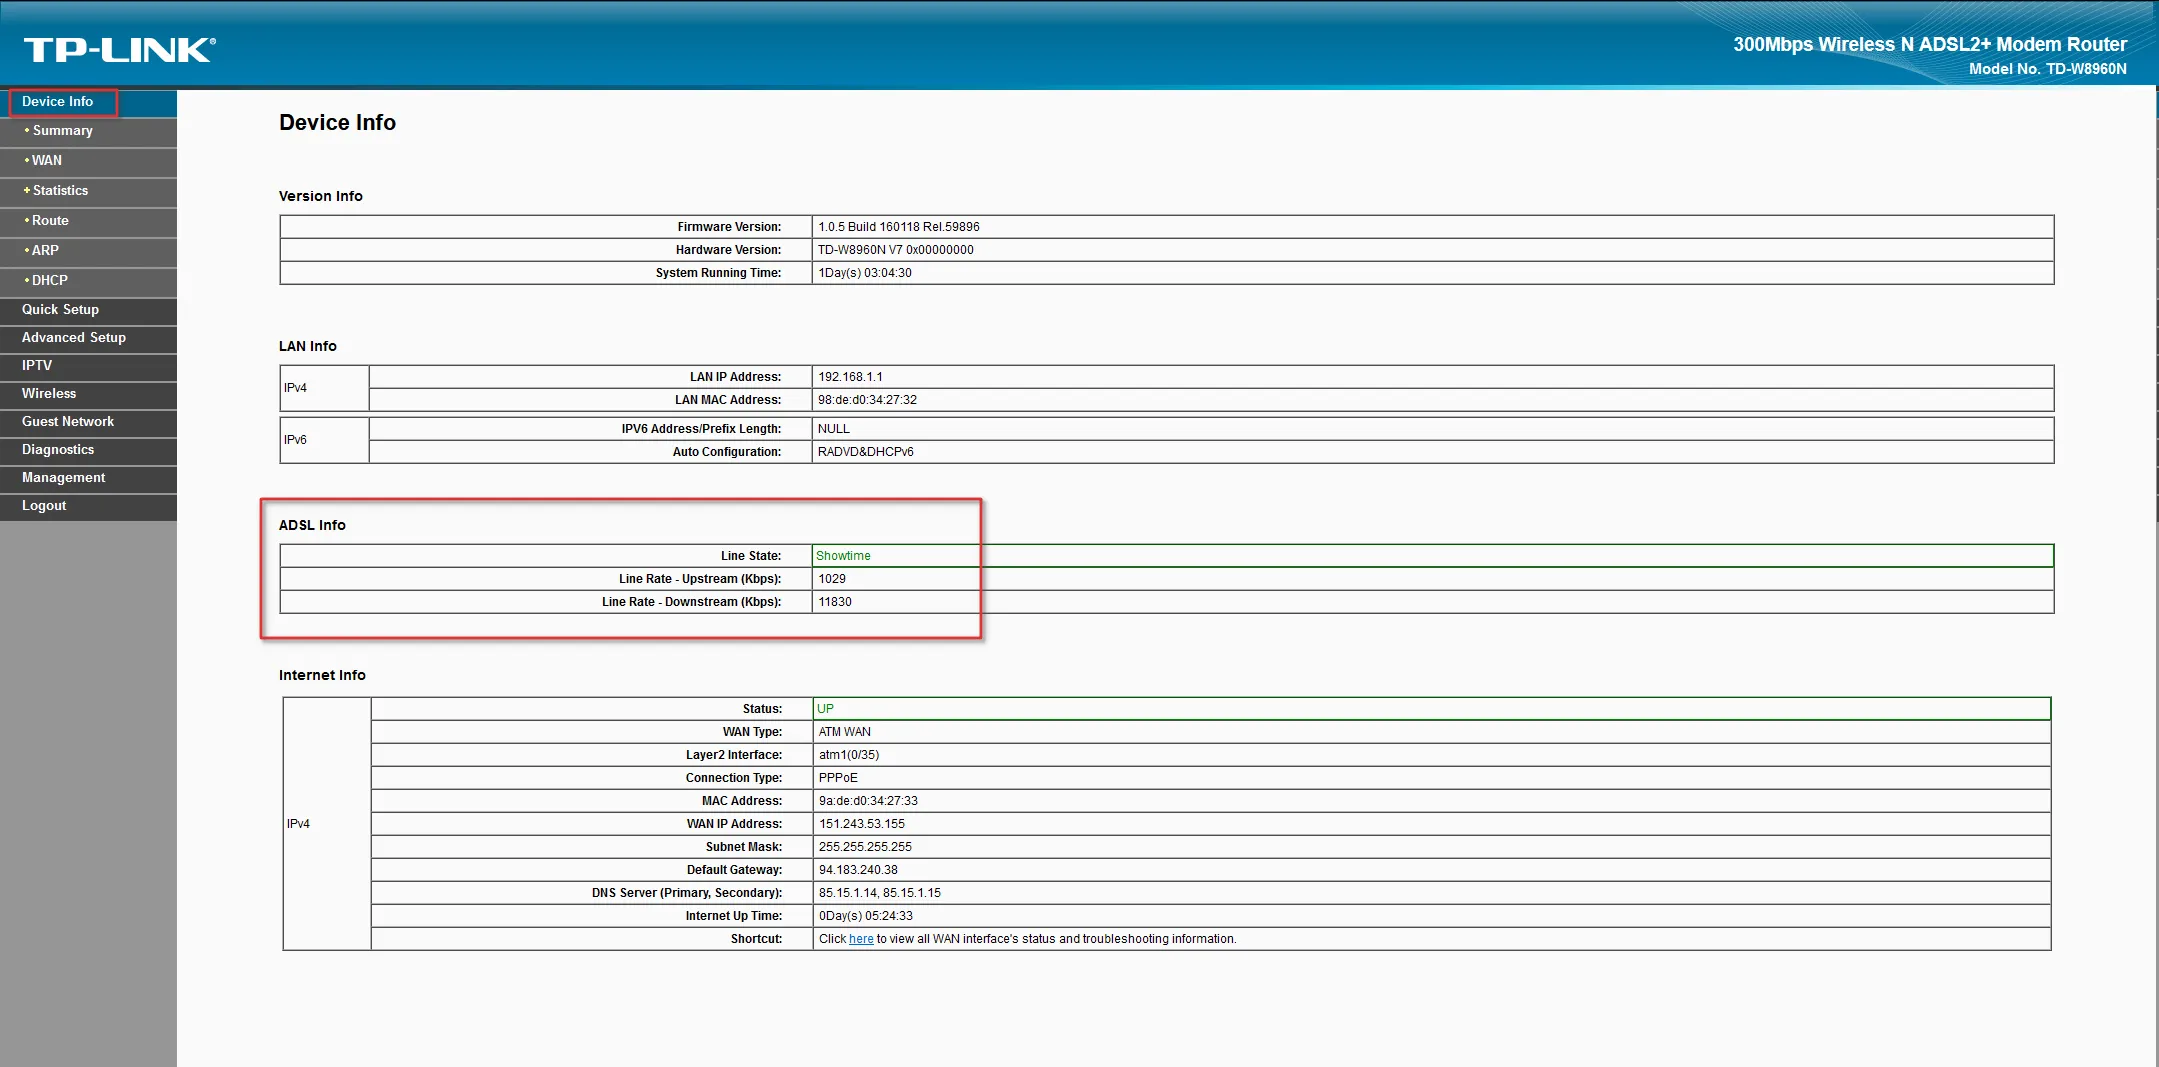 TP-LINK®
300Mbps Wireless N ADSL2+ Modem Router
Model No. TD-W8960N
Device Info
Summary
WAN
+ Statistics
Route
ARP
DHCP
Quick Setup
Advanced Setup
IPTV
Wireless
Guest Network
Diagnostics
Management
Logout
Device Info
Version Info
Firmware Version: 1.0.5 Build 160118 Rel.59896
Hardware Version: TD-W8960N V7 0x00000000
System Running Time: 1Day(s) 03:04:30
LAN Info
IPv4
LAN IP Address: 192.168.1.1
LAN MAC Address: 98:de:d0:34:27:32
IPv6
IPV6 Address/Prefix Length: NULL
Auto Configuration: RADVD&DHCPv6
ADSL Info
Line State: Showtime
Line Rate - Upstream (Kbps): 1029
Line Rate - Downstream (Kbps): 11830
Internet Info
IPv4
Status: UP
WAN Type: ATM WAN
Layer2 Interface: atm1(0/35)
Connection Type: PPPoE
MAC Address: 9a:de:d0:34:27:33
WAN IP Address: 151.243.53.155
Subnet Mask: 255.255.255.255
Default Gateway: 94.183.240.38
DNS Server (Primary, Secondary): 85.15.1.14, 85.15.1.15
Internet Up Time: 0Day(s) 05:24:33
Shortcut: Click here to view all WAN interface's status and troubleshooting information.